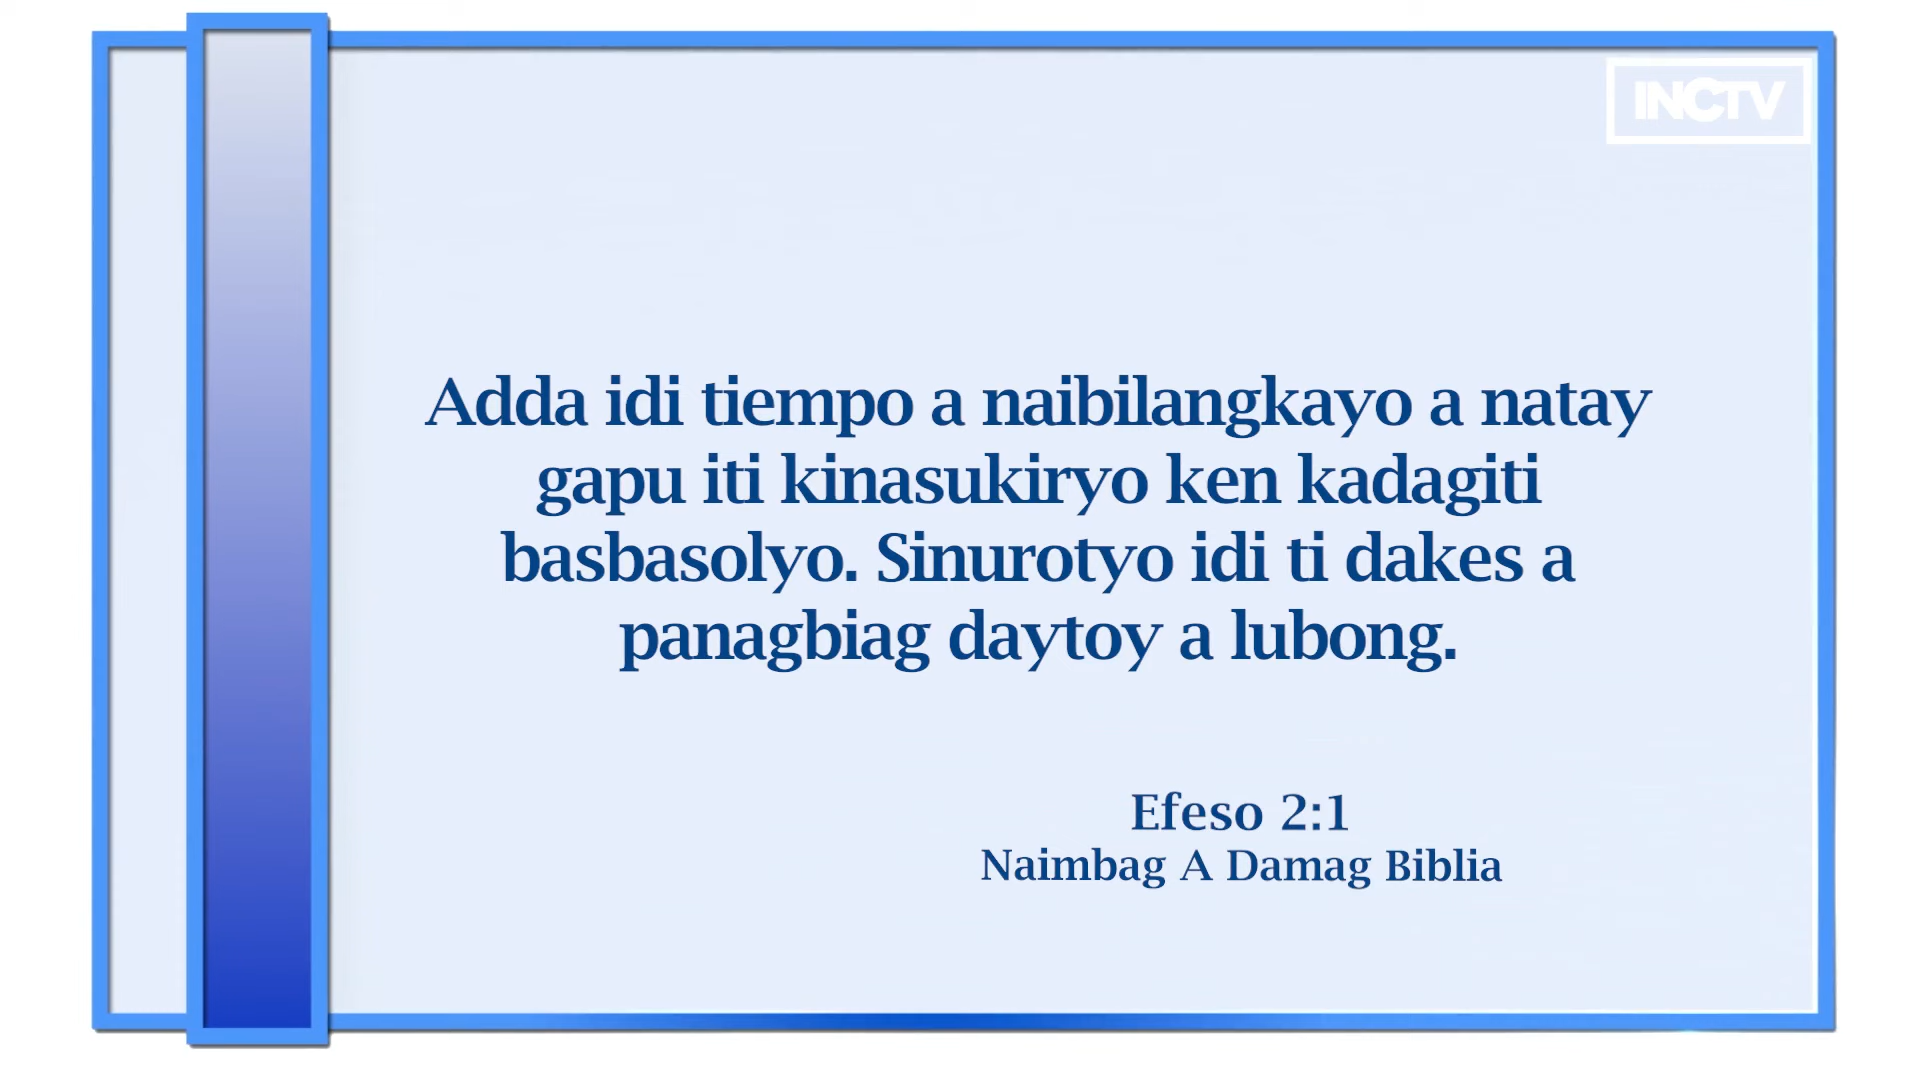 INCTV
Adda idi tiempo a naibilangkayo a natay
gapu iti kinasukiryo ken kadagiti
basbasolyo. Sinurotyo idi ti dakes a
panagbiag daytoy a lubong.
Efeso 2:1
Naimbag A Damag Biblia